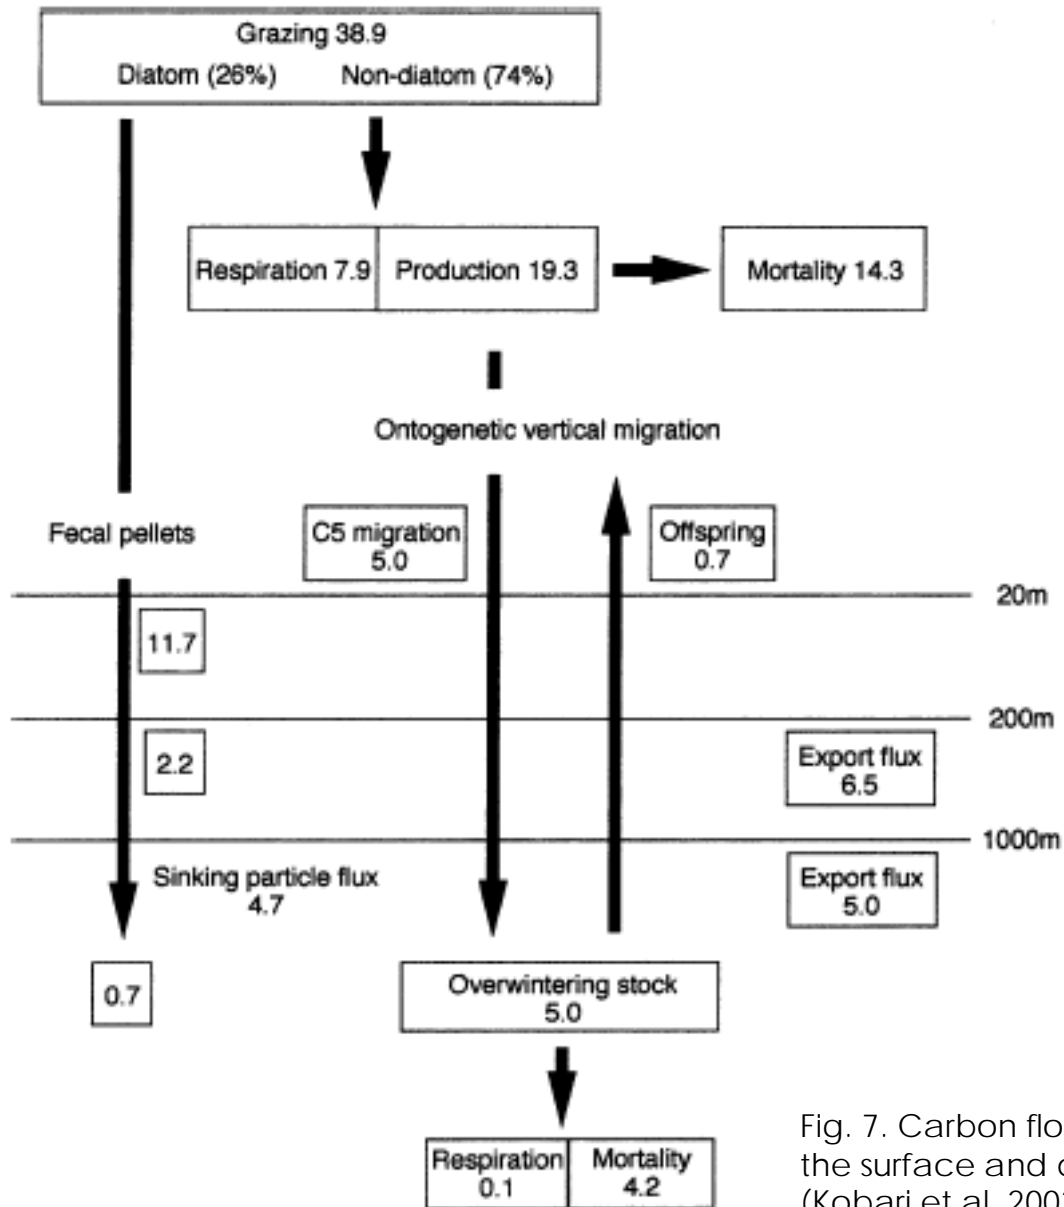 Grazing 38.9
Diatom (26%) Non-diatom (74%)
Respiration 7.9 Production 19.3 Mortality 14.3
Ontogenetic vertical migration
Fecal pellets
C5 migration
5.0
Offspring
0.7
20m
11.7
200m
2.2
Export flux
6.5
1000m
Sinking particle flux
4.7
Export flux
5.0
0.7
Overwintering stock
5.0
Respiration
0.1
Mortality
4.2
Fig. 7. Carbon
the surface and
(Kobari et al.